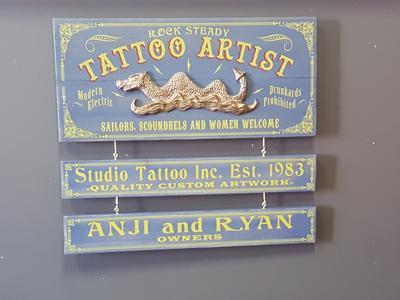 ROCK STEADY
TATTOO ARTIST
Modern
Electric
Drunkards
Prohibited
SAILORS, SCOUNDRELS AND WOMEN WELCOME
Studio Tattoo Inc. Est. 1983
-QUALITY CUSTOM ARTWORK-
ANJI and RYAN
OWNERS